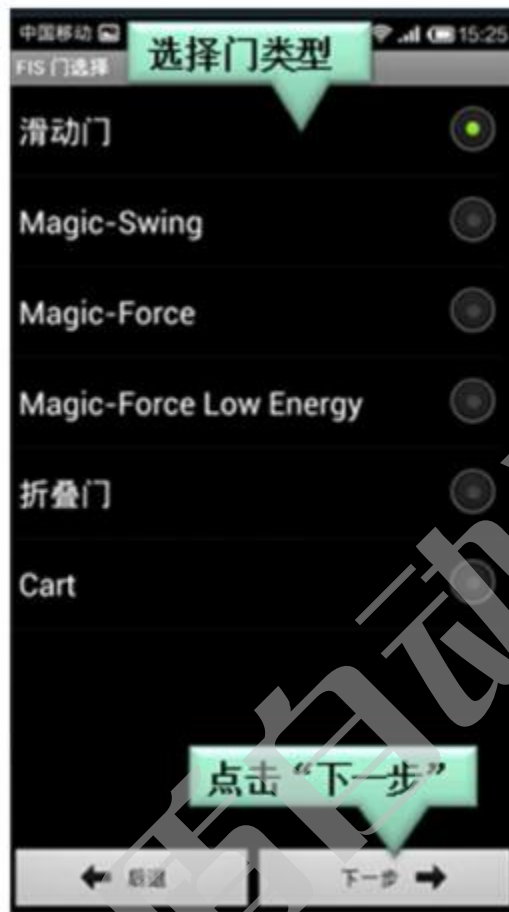 中国移动 15:25
选择门类型
FIS 门选择
滑动门
Magic-Swing
Magic-Force
Magic-Force Low Energy
折叠门
Cart
点击“下一步”
后退 下一步